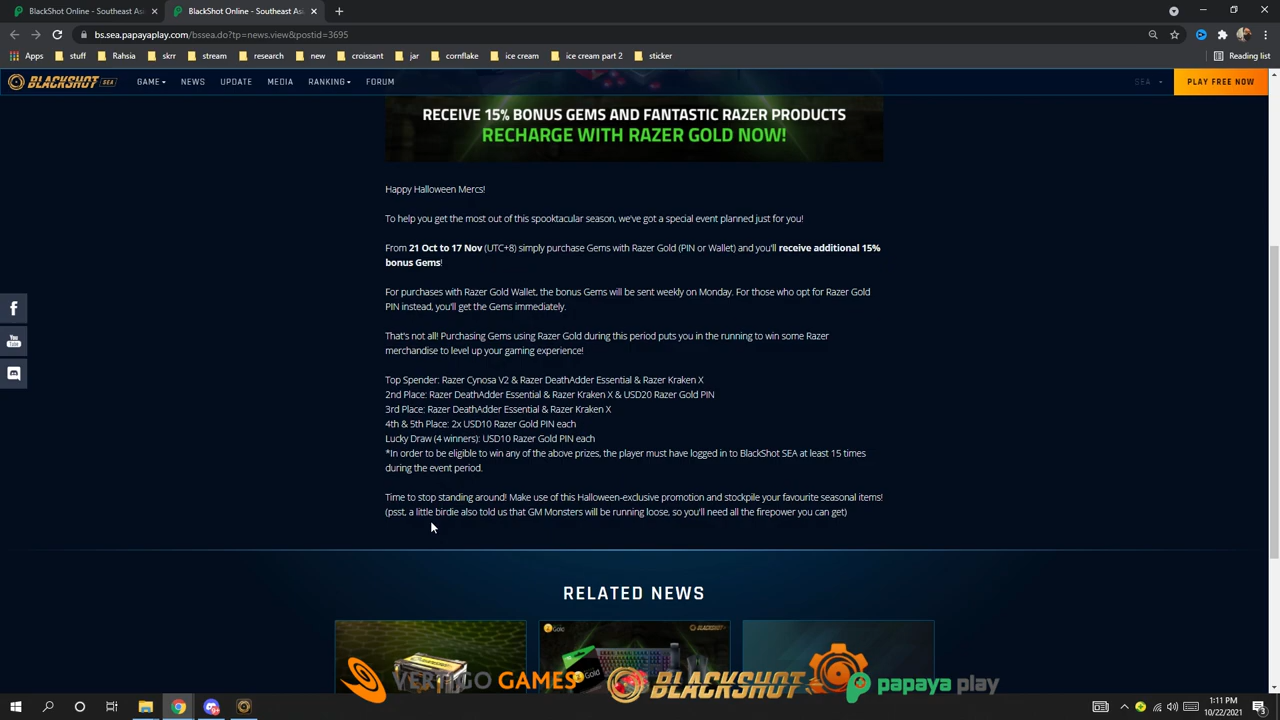 BlackShot Online - Southeast Asi
BlackShot Online - Southeast Asi
bs.sea.papayaplay.com/bssea.do?tp=news.view&postid=3695
Apps stuff skrr Rahsia stream research new croissant jar cornflake ice cream ice cream part 2 sticker Reading list
BLACKSHOT SEA GAME NEWS UPDATE MEDIA RANKING FORUM SEA PLAY FREE NOW
RECEIVE 15% BONUS GEMS AND FANTASTIC RAZER PRODUCTS
RECHARGE WITH RAZER GOLD NOW!
Happy Halloween Mercs!
To help you get the most out of this spooktacular season, we've got a special event planned just for you!
From 21 Oct to 17 Nov (UTC+8) simply purchase Gems with Razer Gold (PIN or Wallet) and you'll receive additional 15%
bonus Gems!
For purchases with Razer Gold Wallet, the bonus Gems will be sent weekly on Monday. For those who opt for Razer Gold
PIN instead, you'll get the Gems immediately.
That's not all! Purchasing Gems using Razer Gold during this period puts you in the running to win some Razer
merchandise to level up your gaming experience!
Top Spender: Razer Cynosa V2 & Razer DeathAdder Essential & Razer Kraken X
2nd Place: Razer DeathAdder Essential & Razer Kraken X & USD20 Razer Gold PIN
3rd Place: Razer DeathAdder Essential & Razer Kraken X
4th & 5th Place: 2x USD10 Razer Gold PIN each
Lucky Draw (4 winners): USD10 Razer Gold PIN each
*In order to be eligible to win any of the above prizes, the player must have logged in to BlackShot SEA at least 15 times
during the event period.
Time to stop standing around! Make use of this Halloween-exclusive promotion and stockpile your favourite seasonal items!
(psst, a little birdie also told us that GM Monsters will be running loose, so you'll need all the firepower you can get)
RELATED NEWS
Gold BLACKSHOT
Gold
VERTIGO GAMES BLACKSHOT papaya play
1:11 PM
10/22/2021
3